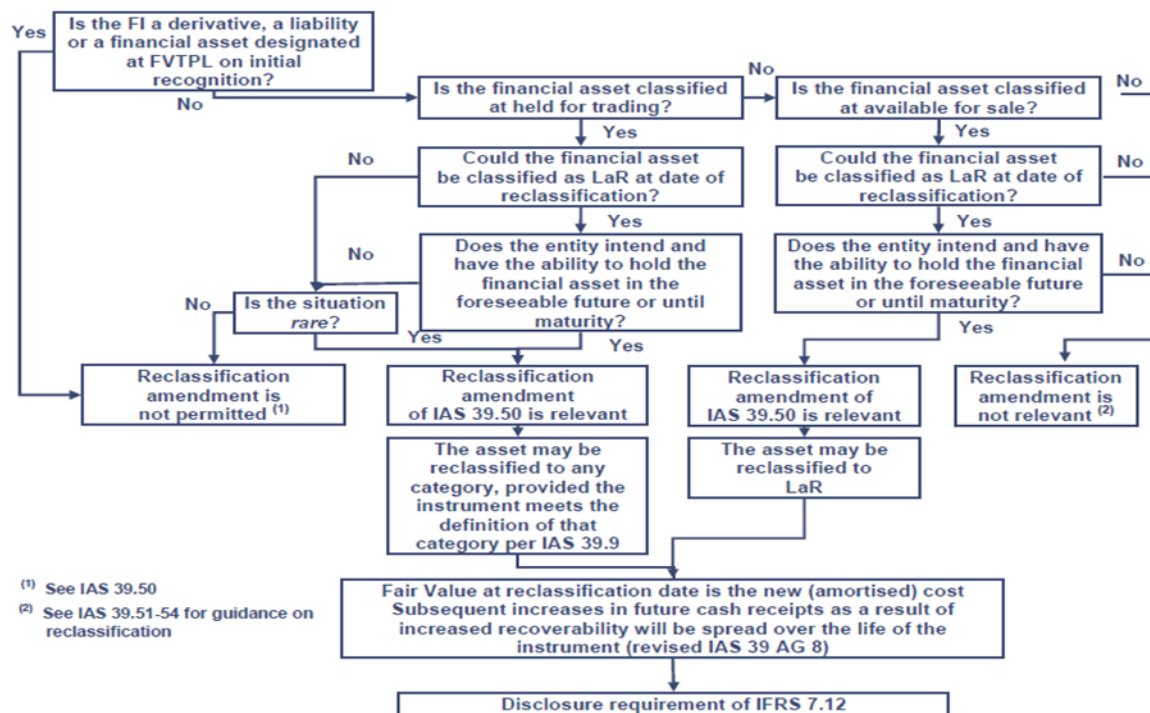 Yes
Is the FI a derivative, a liability
or a financial asset designated
at FVTPL on initial
recognition?
No
Is the financial asset classified
at held for trading?
No
Is the financial asset classified
at available for sale?
No
Yes
Yes
No
Could the financial asset
be classified as LaR at date of
reclassification?
Could the financial asset
be classified as LaR at date of
reclassification?
No
Yes
Yes
No
Does the entity intend and
have the ability to hold the
financial asset in the
foreseeable future or until
maturity?
Does the entity intend and have
the ability to hold the financial
asset in the foreseeable future
or until maturity?
No
No
Is the situation
rare?
Yes
Yes
Yes
Reclassification
amendment is
not permitted (1)
Reclassification
amendment
of IAS 39.50 is relevant
Reclassification
amendment of
IAS 39.50 is relevant
Reclassification
amendment is
not relevant (2)
The asset may be
reclassified to any
category, provided the
instrument meets the
definition of that
category per IAS 39.9
The asset may be
reclassified to
LaR
(1) See IAS 39.50
(2) See IAS 39.51-54 for guidance on
reclassification
Fair Value at reclassification date is the new (amortised) cost
Subsequent increases in future cash receipts as a result of
increased recoverability will be spread over the life of the
instrument (revised IAS 39 AG 8)
Disclosure requirement of IFRS 7.12